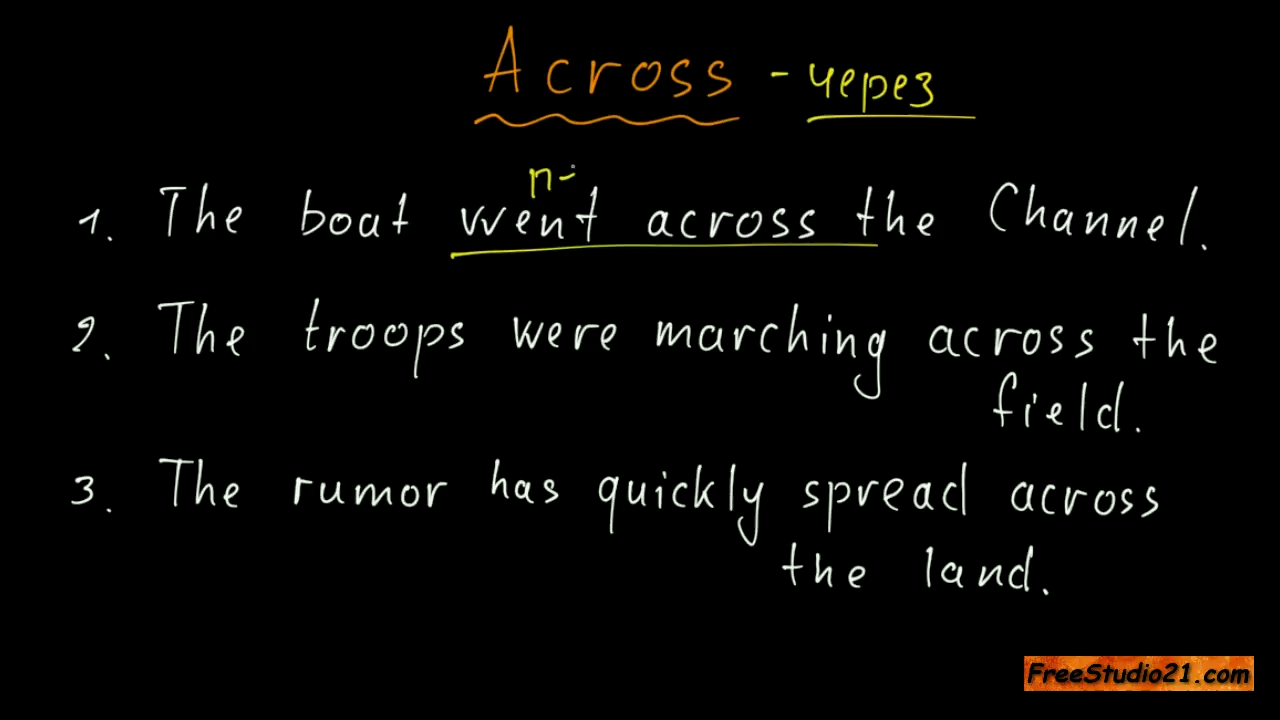 Across - через
п-
1. The boat went across the Channel.
2. The troops were marching across the
field.
3. The rumor has quickly spread across
the land.
FreeStudio21.com